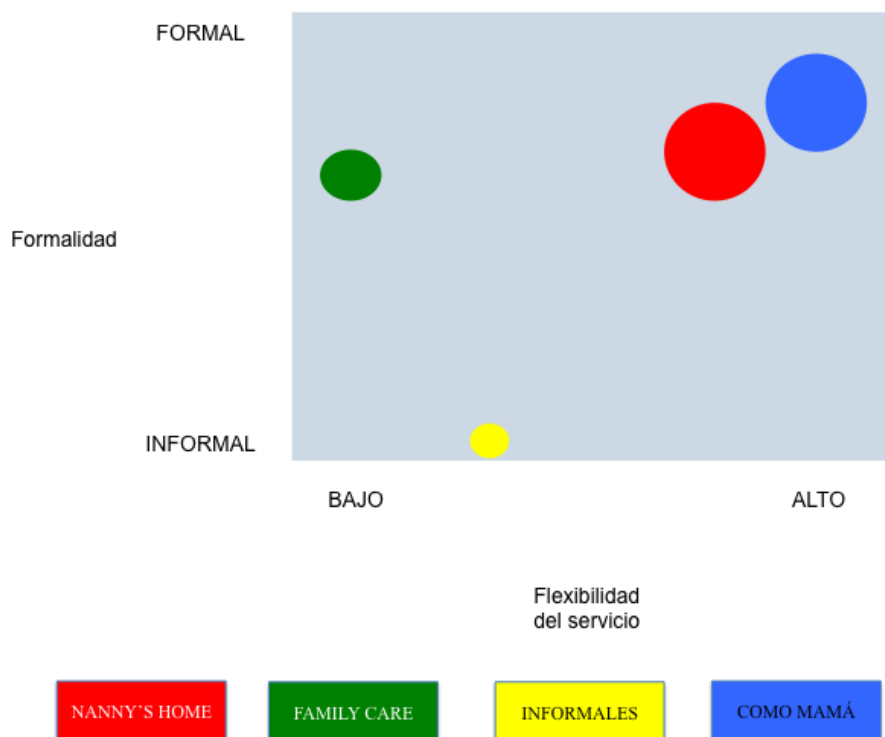 FORMAL
Formalidad
INFORMAL
BAJO
ALTO
Flexibilidad
del servicio
NANNY`S HOME
FAMILY CARE
INFORMALES
COMO MAMÁ